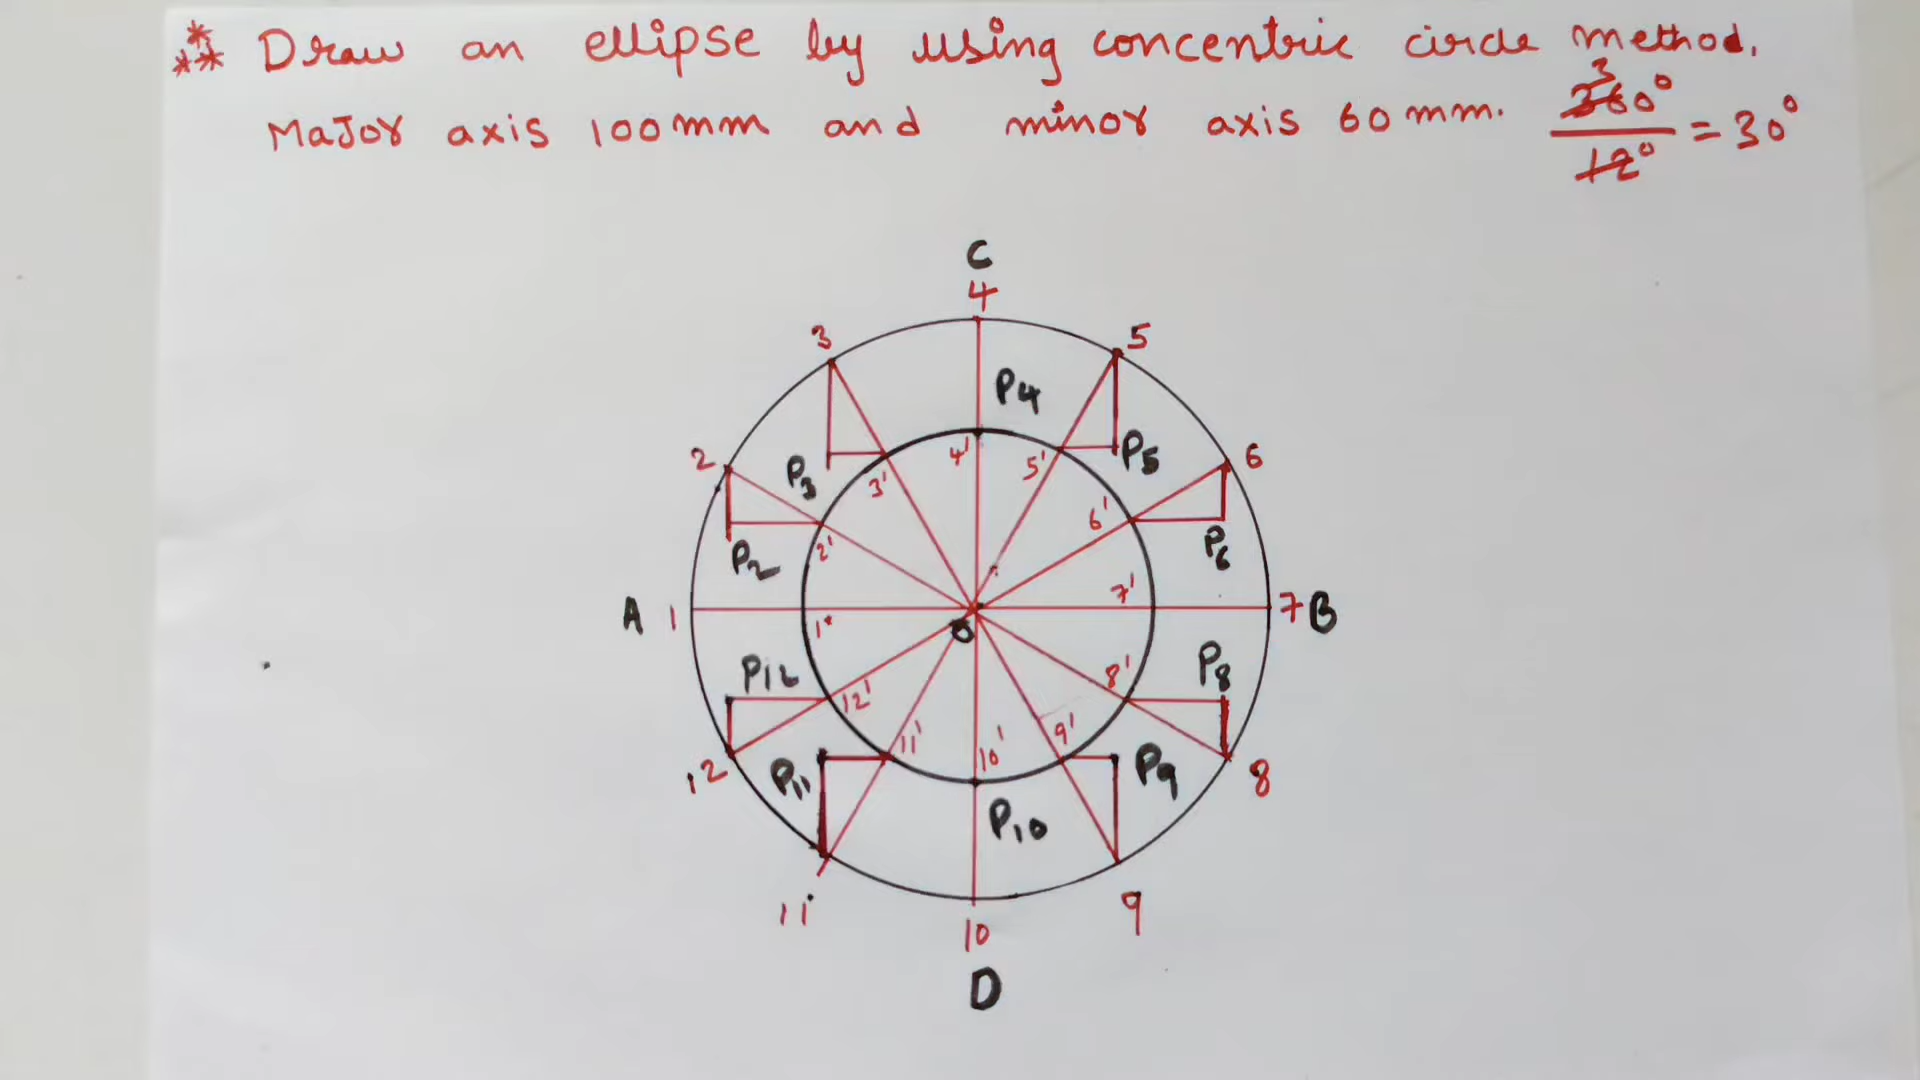 *** Draw an ellipse by using concentric circle method.
Major axis 100mm and minor axis 60mm. 360°/12° = 30°
3
C
4
3
5
P4
2
P3
3'
4'
5'
P5
6
2'
6'
P2
P6
A 1
1'
O
7'
7 B
P12
12'
8'
P8
12
P11
11'
10'
9'
P9
8
P10
11
10
9
D